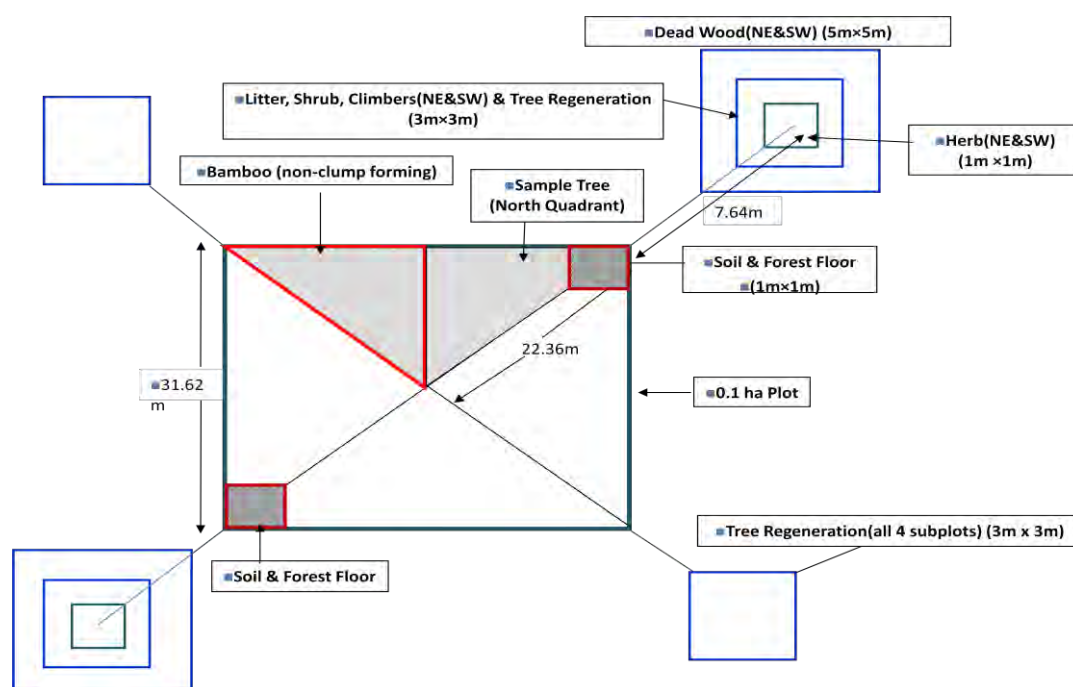 Dead Wood(NE&SW) (5m×5m)
Litter, Shrub, Climbers(NE&SW) & Tree Regeneration
(3m×3m)
Herb(NE&SW)
(1m ×1m)
Bamboo (non-clump forming)
Sample Tree
(North Quadrant)
7.64m
Soil & Forest Floor
(1m×1m)
22.36m
31.62
m
0.1 ha Plot
Tree Regeneration(all 4 subplots) (3m x 3m)
Soil & Forest Floor